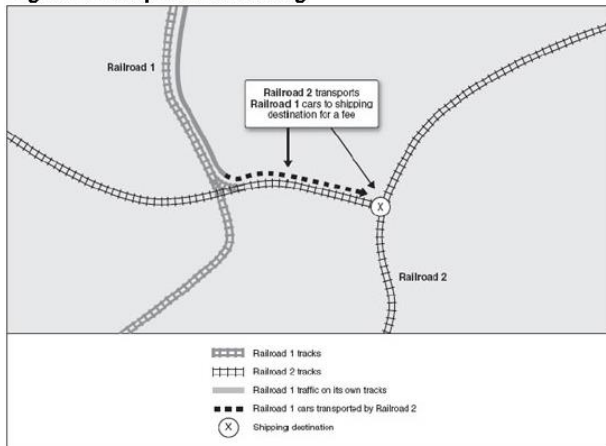 Railroad 1
Railroad 2 transports
Railroad 1 cars to shipping
destination for a fee
X
Railroad 2
Railroad 1 tracks
Railroad 2 tracks
Railroad 1 traffic on its own tracks
Railroad 1 cars transported by Railroad 2
X
Shipping destination